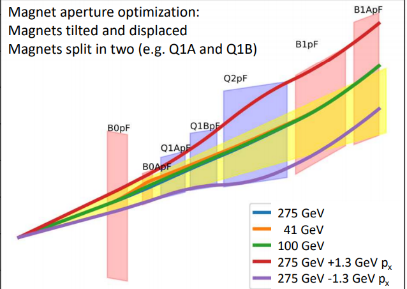 Magnet aperture optimization:
Magnets tilted and displaced
Magnets split in two (e.g. Q1A and Q1B)
B1ApF
B1pF
Q2pF
Q1BpF
B0pF
Q1ApF
B0ApF
275 GeV
41 GeV
100 GeV
275 GeV +1.3 GeV pₓ
275 GeV -1.3 GeV pₓ